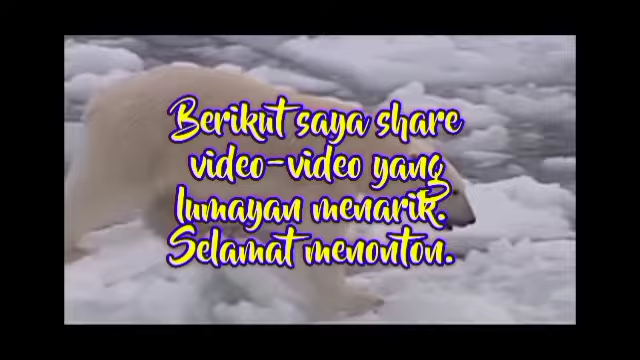 Berikut saya share
video-video yang
lumayan menarik.
Selamat menonton.